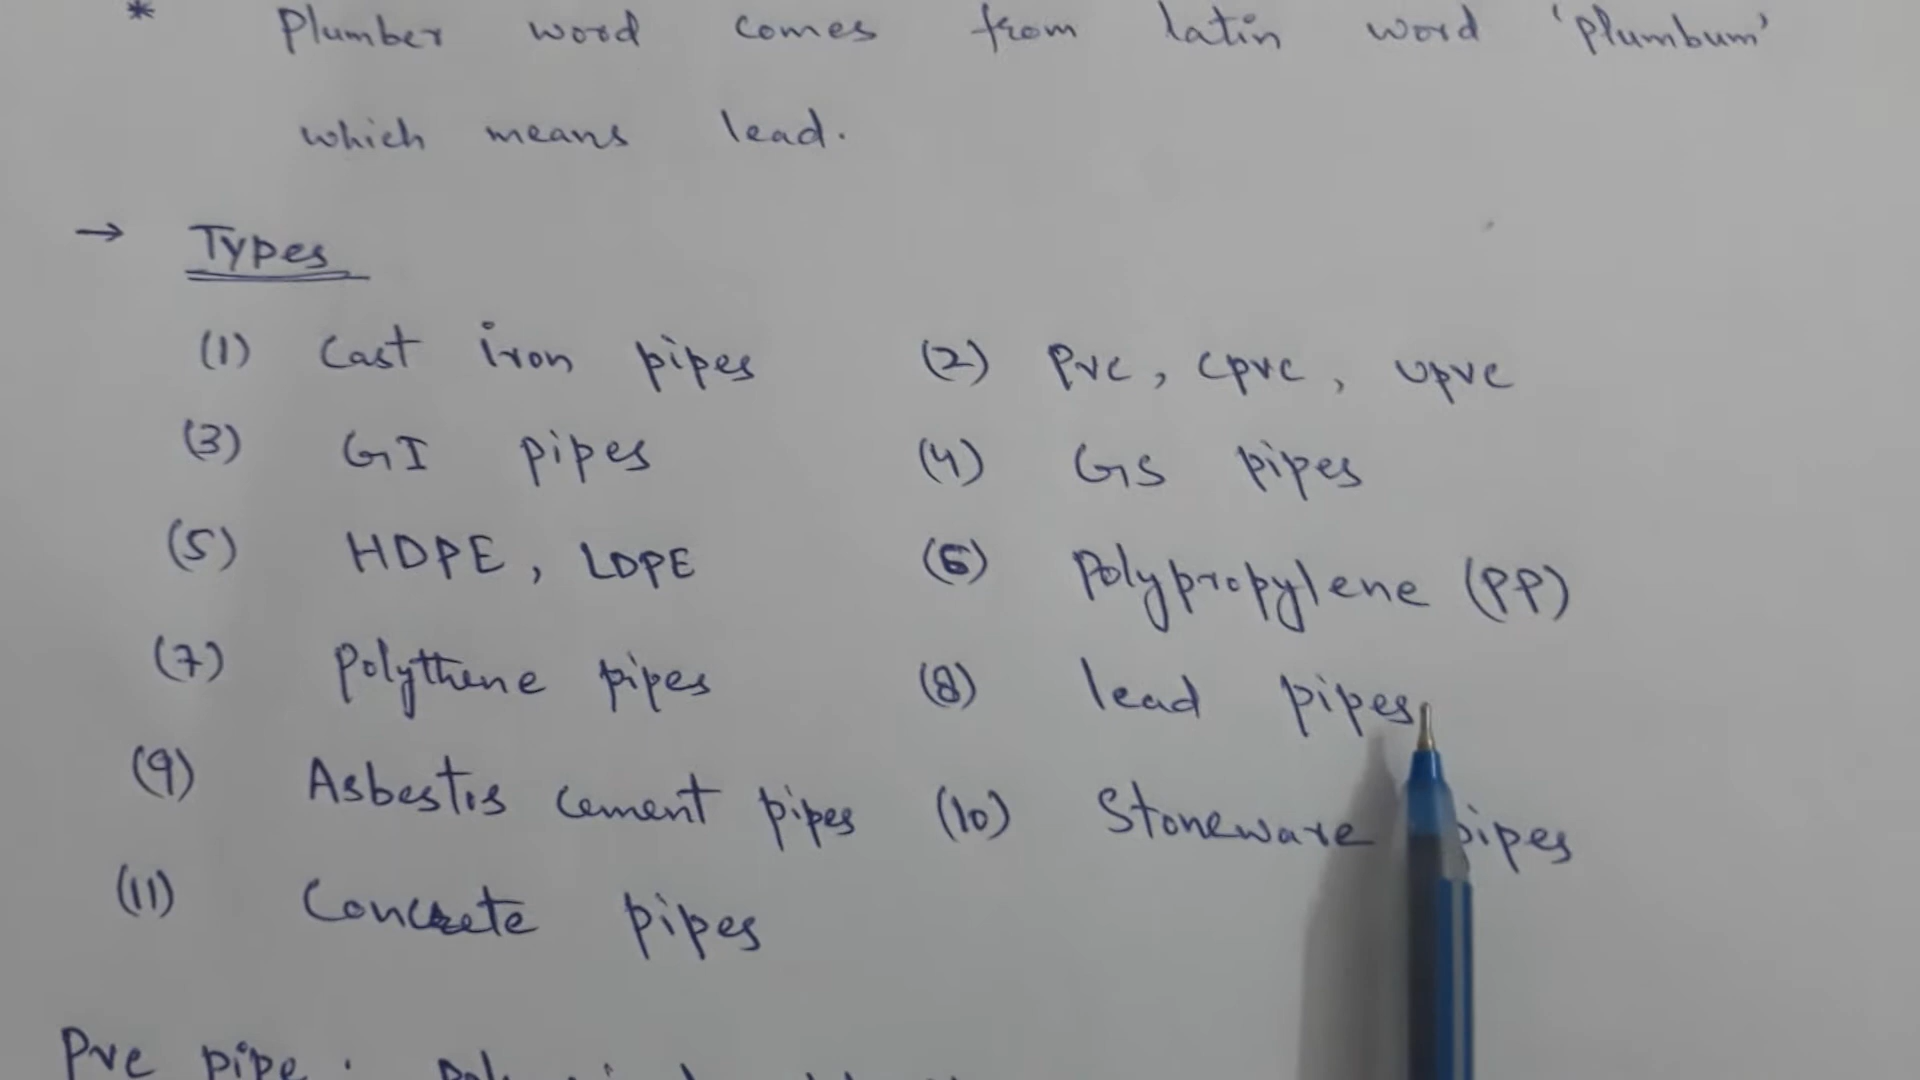 * Plumber word comes from latin word 'plumbum'
which means lead.
→ Types
(1) Cast iron pipes (2) PVC, CPVC, UPVC
(3) GI pipes (4) GS pipes
(5) HDPE, LDPE (6) Polypropylene (PP)
(7) Polythene pipes (8) lead pipes
(9) Asbestos cement pipes (10) Stoneware pipes
(11) Concrete pipes
PVC pipe :